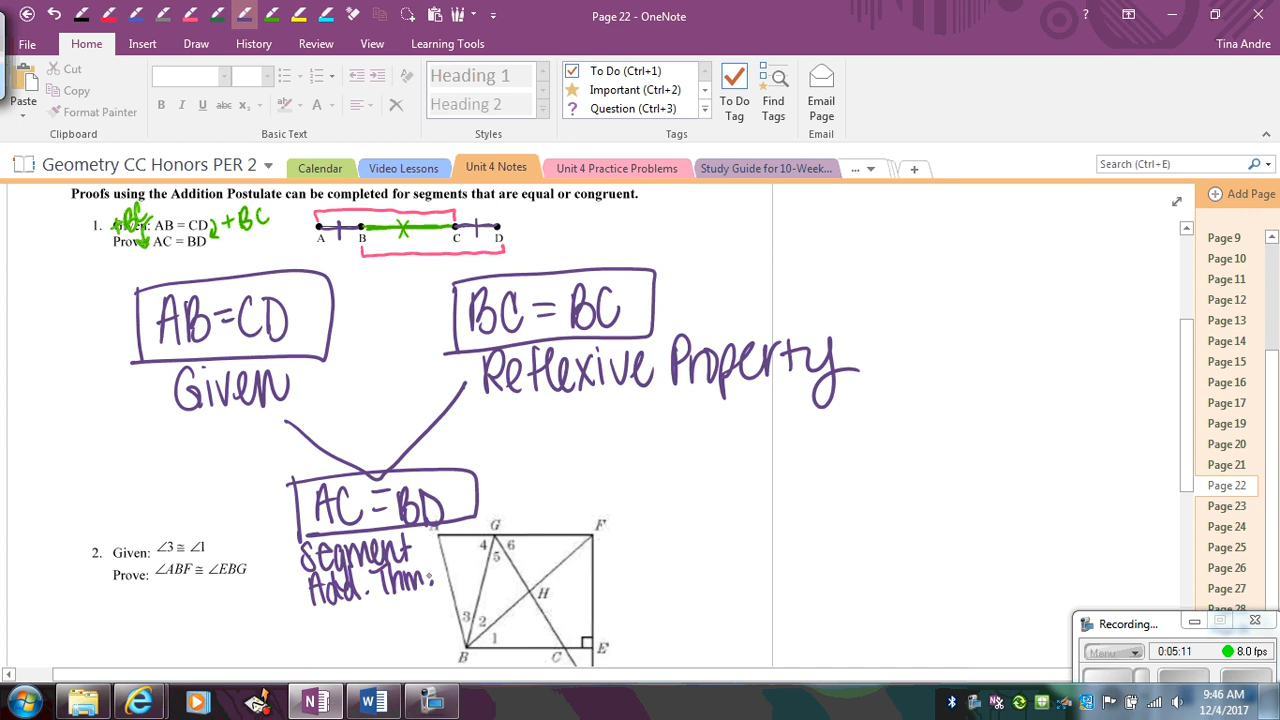 Page 22 - OneNote
Tina Andre
File Home Insert Draw History Review View Learning Tools
Paste
Cut
Copy
Format Painter
Clipboard
B I U abc x₂ A
Basic Text
Heading 1
Heading 2
Styles
To Do (Ctrl+1)
Important (Ctrl+2)
Question (Ctrl+3)
Tags
To Do Tag
Find Tags
Email Page
Email
Geometry CC Honors PER 2
Calendar Video Lessons Unit 4 Notes Unit 4 Practice Problems Study Guide for 10-Week... ...
Search (Ctrl+E)
Add Page
Proofs using the Addition Postulate can be completed for segments that are equal or congruent.
+BC +BC
1. Given: AB = CD
Prove: AC = BD
A B C D
AB=CD
Given
BC = BC
Reflexive Property
AC = BD
Segment
Add. Thm.
2. Given: ∠3 ≅ ∠1
Prove: ∠ABF ≅ ∠EBG
A G F
4 6
5
H
3 2
1
B C E
Page 9
Page 10
Page 11
Page 12
Page 13
Page 14
Page 15
Page 16
Page 17
Page 18
Page 19
Page 20
Page 21
Page 22
Page 23
Page 24
Page 25
Page 26
Page 27
Page 28
Recording...
Menu 0:05:11 8.0 fps
9:46 AM
12/4/2017